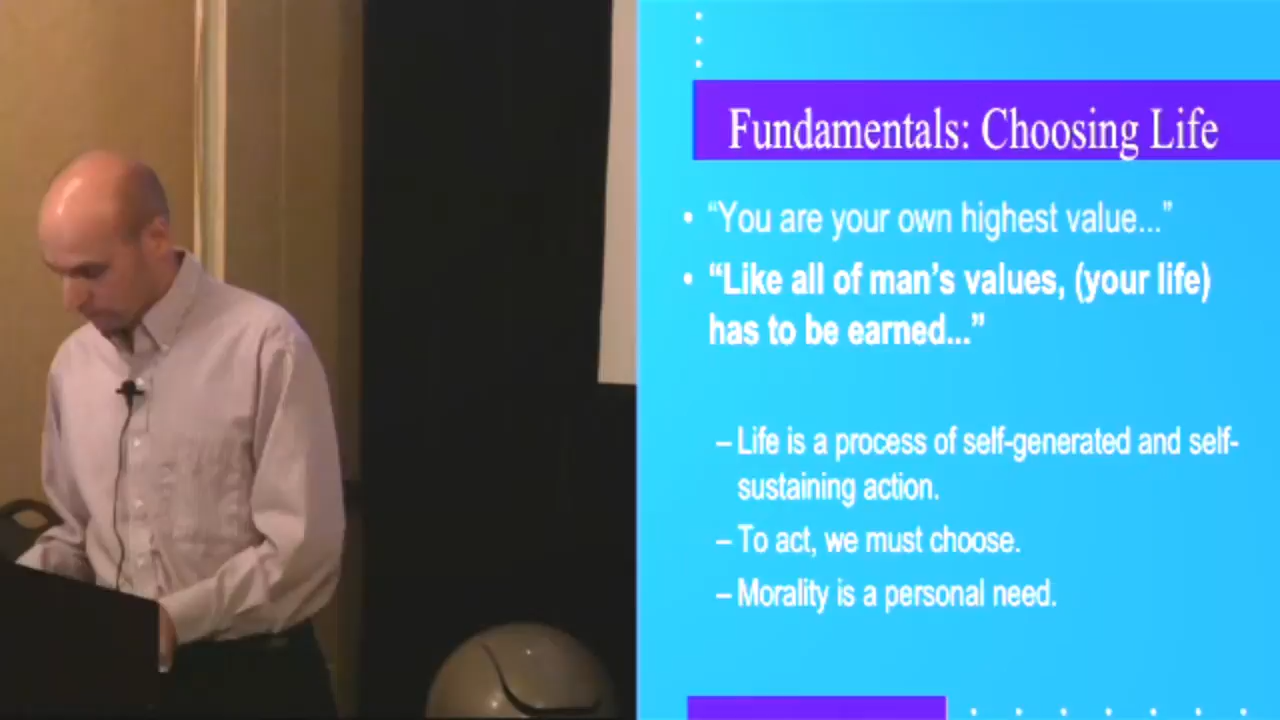 Fundamentals: Choosing Life
• “You are your own highest value...”
• “Like all of man’s values, (your life)
has to be earned...”
– Life is a process of self-generated and self-
sustaining action.
– To act, we must choose.
– Morality is a personal need.